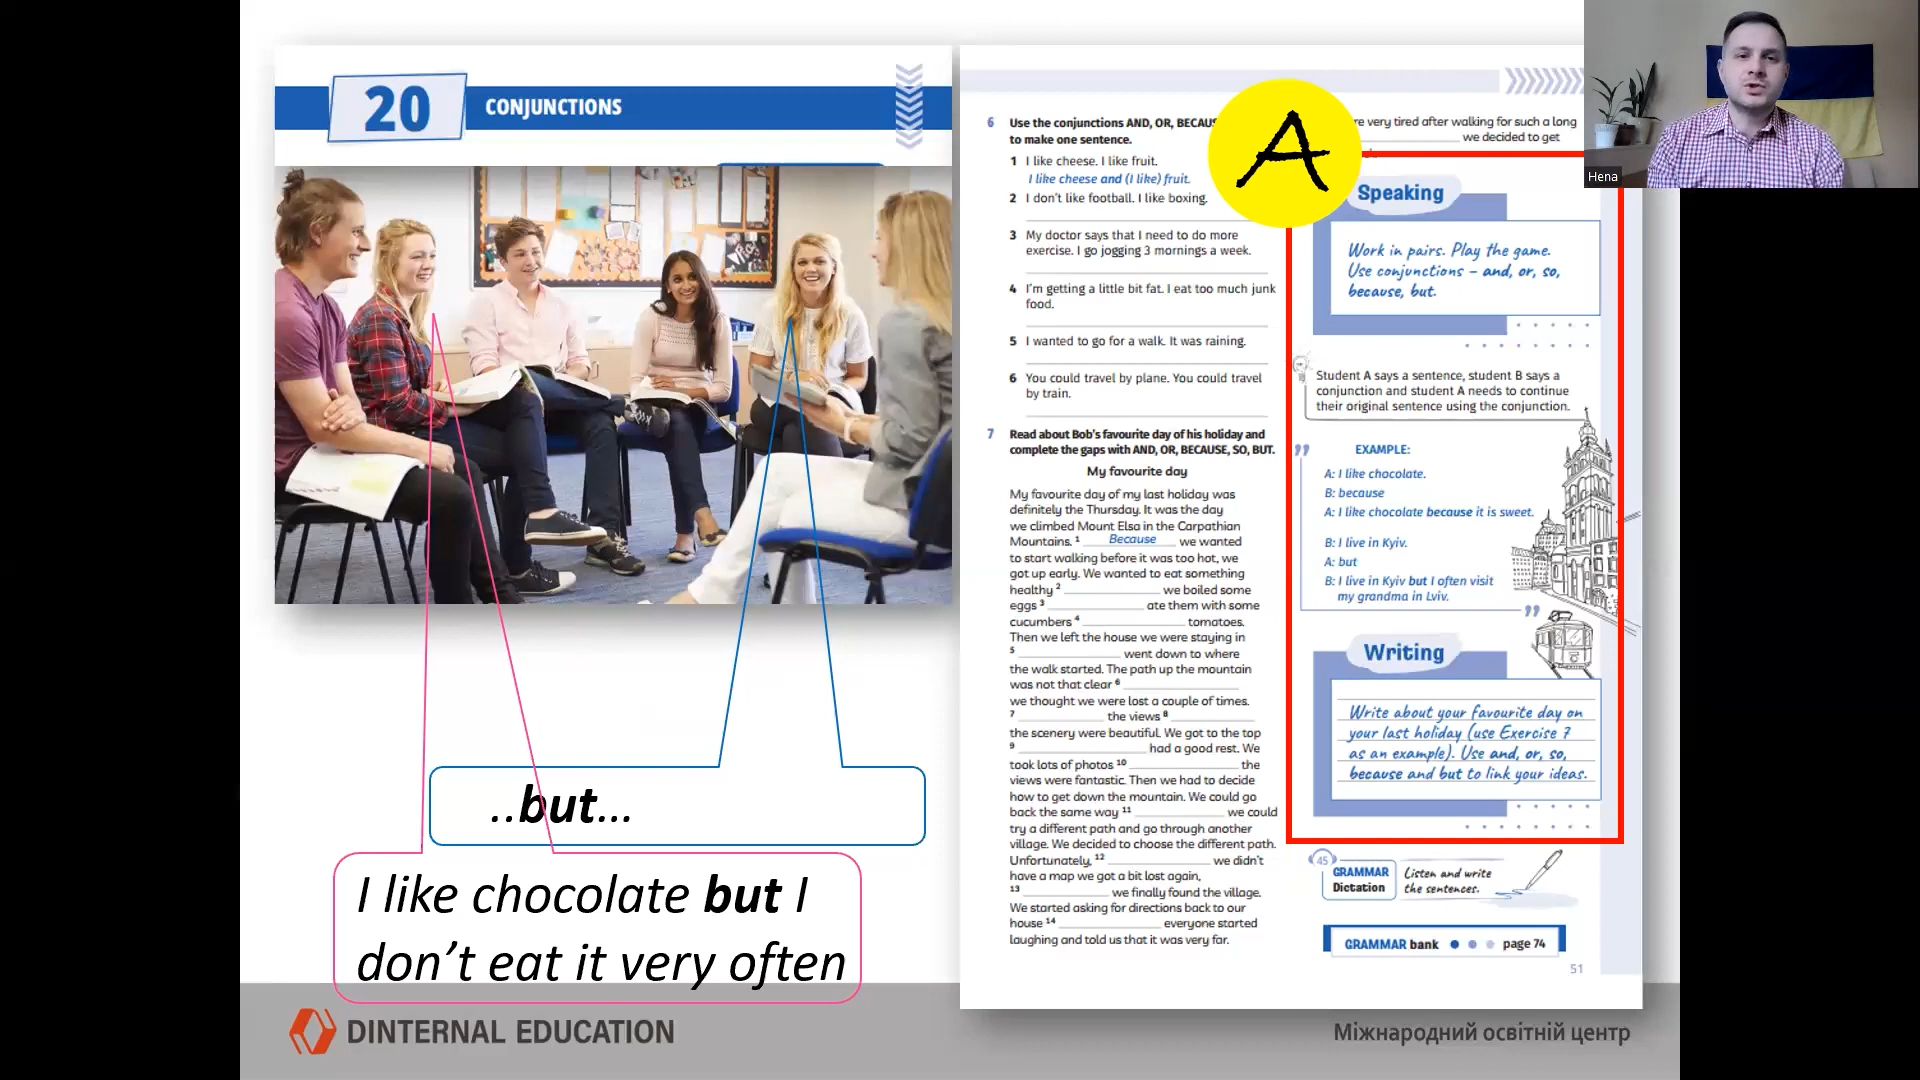 20
CONJUNCTIONS
..but...
I like chocolate but I
don't eat it very often
6 Use the conjunctions AND, OR,
to make one sentence.
1 I like cheese. I like fruit.
I like cheese and (I like) fruit.
2 I don't like football. I like boxing.
3 My doctor says that I need to do more
exercise. I go jogging 3 mornings a week.
4 I'm getting a little bit fat. I eat too much junk
food.
5 I wanted to go for a walk. It was raining.
6 You could travel by plane. You could travel
by train.
7 Read about Bob's favourite day of his holiday and
complete the gaps with AND, OR, BECAUSE, SO, BUT.
My favourite day
My favourite day of my last holiday was
definitely the Thursday. It was the day
we climbed Mount Elsa in the Carpathian
Mountains. 1 Because we wanted
to start walking before it was too hot, we
got up early. We wanted to eat something
healthy 2 we boiled some
eggs 3 ate them with some
cucumbers 4 tomatoes.
Then we left the house we were staying in
5 went down to where
the walk started. The path up the mountain
was not that clear 6
we thought we were lost a couple of times.
7 the views 8
the scenery were beautiful. We got to the top
9 had a good rest. We
took lots of photos 10 the
views were fantastic. Then we had to decide
how to get down the mountain. We could go
back the same way 11 we could
try a different path and go through another
village. We decided to choose the different path.
Unfortunately, 12 we didn't
have a map we got a bit lost again,
13 we finally found the village.
We started asking for directions back to our
house 14 everyone started
laughing and told us that it was very far.
A
very tired after walking for such a long
we decided to get
Speaking
Work in pairs. Play the game.
Use conjunctions – and, or, so,
because, but.
Student A says a sentence, student B says a
conjunction and student A needs to continue
their original sentence using the conjunction.
EXAMPLE:
A: I like chocolate.
B: because
A: I like chocolate because it is sweet.
B: I live in Kyiv.
A: but
B: I live in Kyiv but I often visit
my grandma in Lviv.
Writing
Write about your favourite day on
your last holiday (use Exercise 7
as an example). Use and, or, so,
because and but to link your ideas.
45
GRAMMAR
Dictation
Listen and write
the sentences.
GRAMMAR bank page 74
51
Hena
DINTERNAL EDUCATION
Міжнародний освітній центр